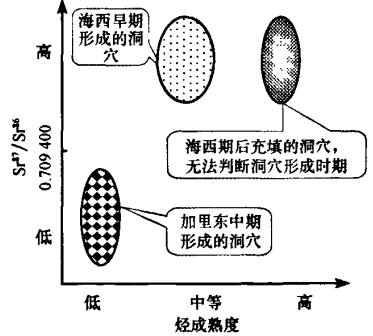 海西早期
形成的洞
穴
高
海西期后充填的洞穴，
无法判断洞穴形成时期
Sr⁸⁷/Sr⁸⁶
0.709 400
加里东中期
形成的洞穴
低
低 中等 高
烃成熟度